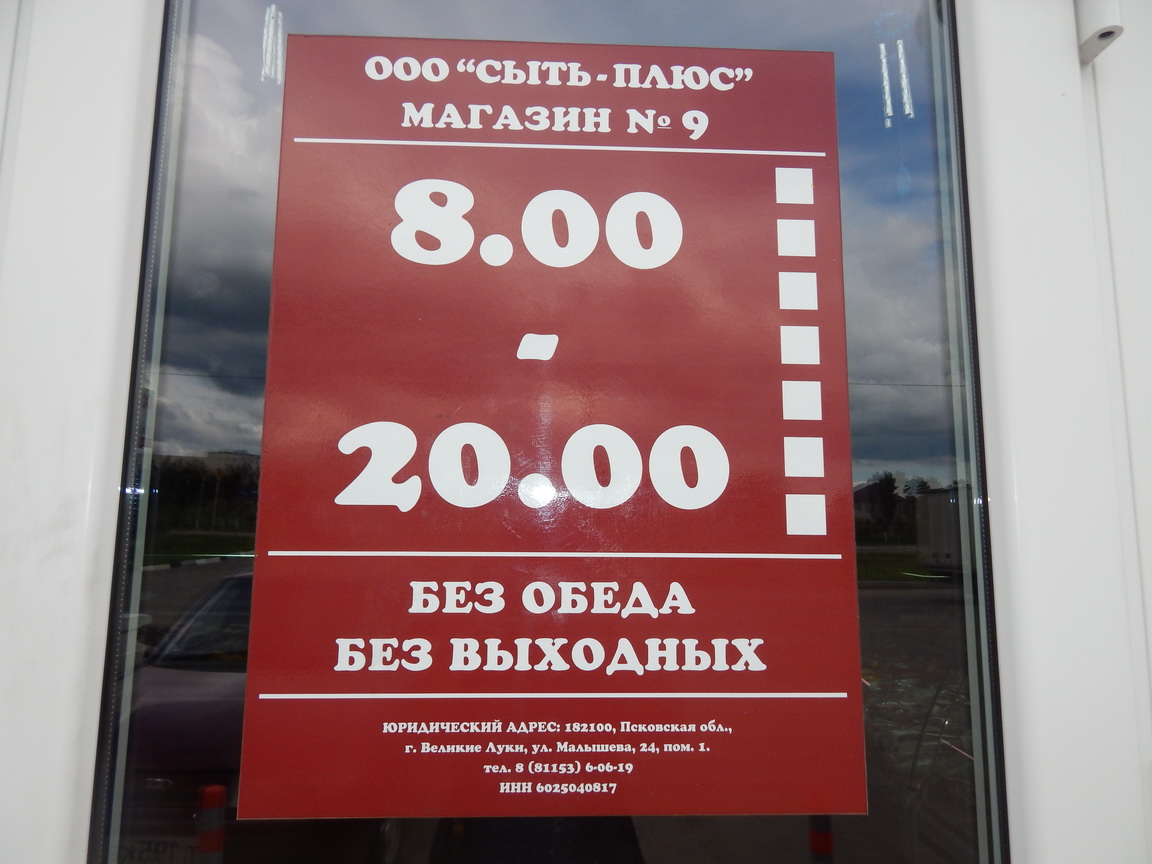 ООО “СЫТЬ-ПЛЮС”
МАГАЗИН № 9
8.00
-
20.00
БЕЗ ОБЕДА
БЕЗ ВЫХОДНЫХ
ЮРИДИЧЕСКИЙ АДРЕС: 182100, Псковская обл.,
г. Великие Луки, ул. Малышева, 24, пом. 1.
тел. 8 (81153) 6-06-19
ИНН 6025040817